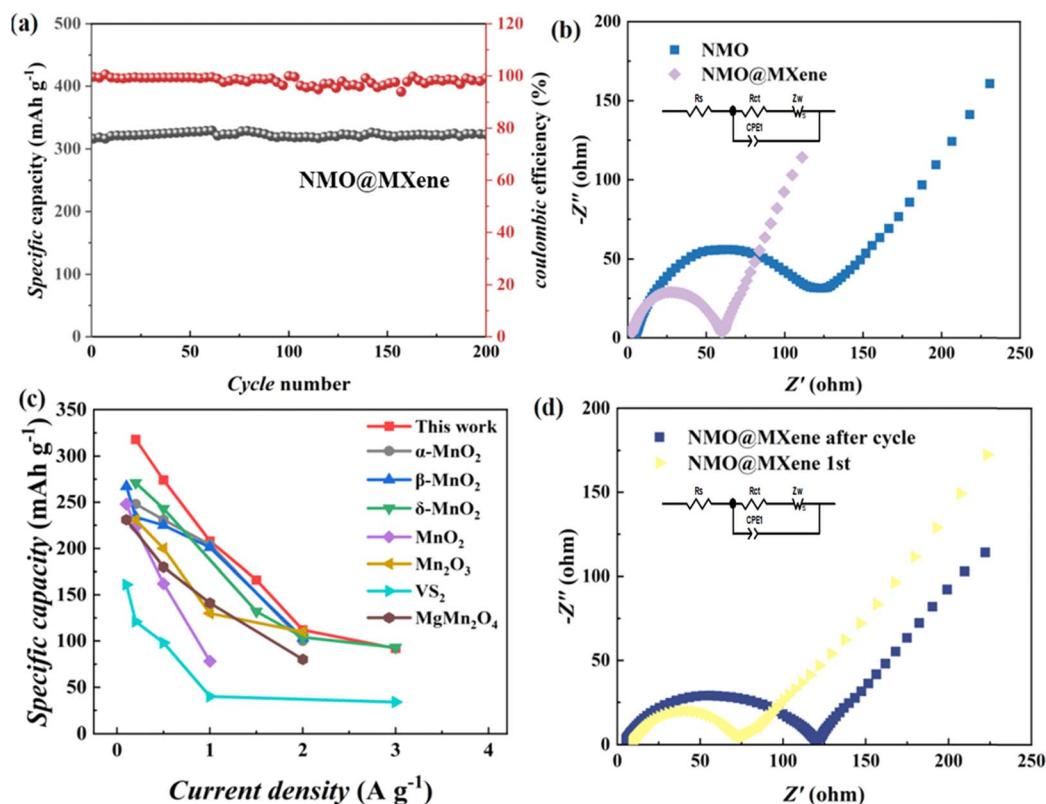 (a)
500
400
300
200
100
0
Specific capacity (mAh g⁻¹)
120
100
80
60
40
20
0
coulombic efficiency (%)
NMO@MXene
0 50 100 150 200
Cycle number
(b)
NMO
NMO@MXene
Rs Rct Zw
s
CPE1
200
150
100
50
0
-Z" (ohm)
0 50 100 150 200 250
Z' (ohm)
(c)
350
300
250
200
150
100
50
0
Specific capacity (mAh g⁻¹)
This work
α-MnO₂
β-MnO₂
δ-MnO₂
MnO₂
Mn₂O₃
VS₂
MgMn₂O₄
0 1 2 3 4
Current density (A g⁻¹)
(d)
NMO@MXene after cycle
NMO@MXene 1st
Rs Rct Zw
s
CPE1
200
150
100
50
0
-Z" (ohm)
0 50 100 150 200 250
Z' (ohm)